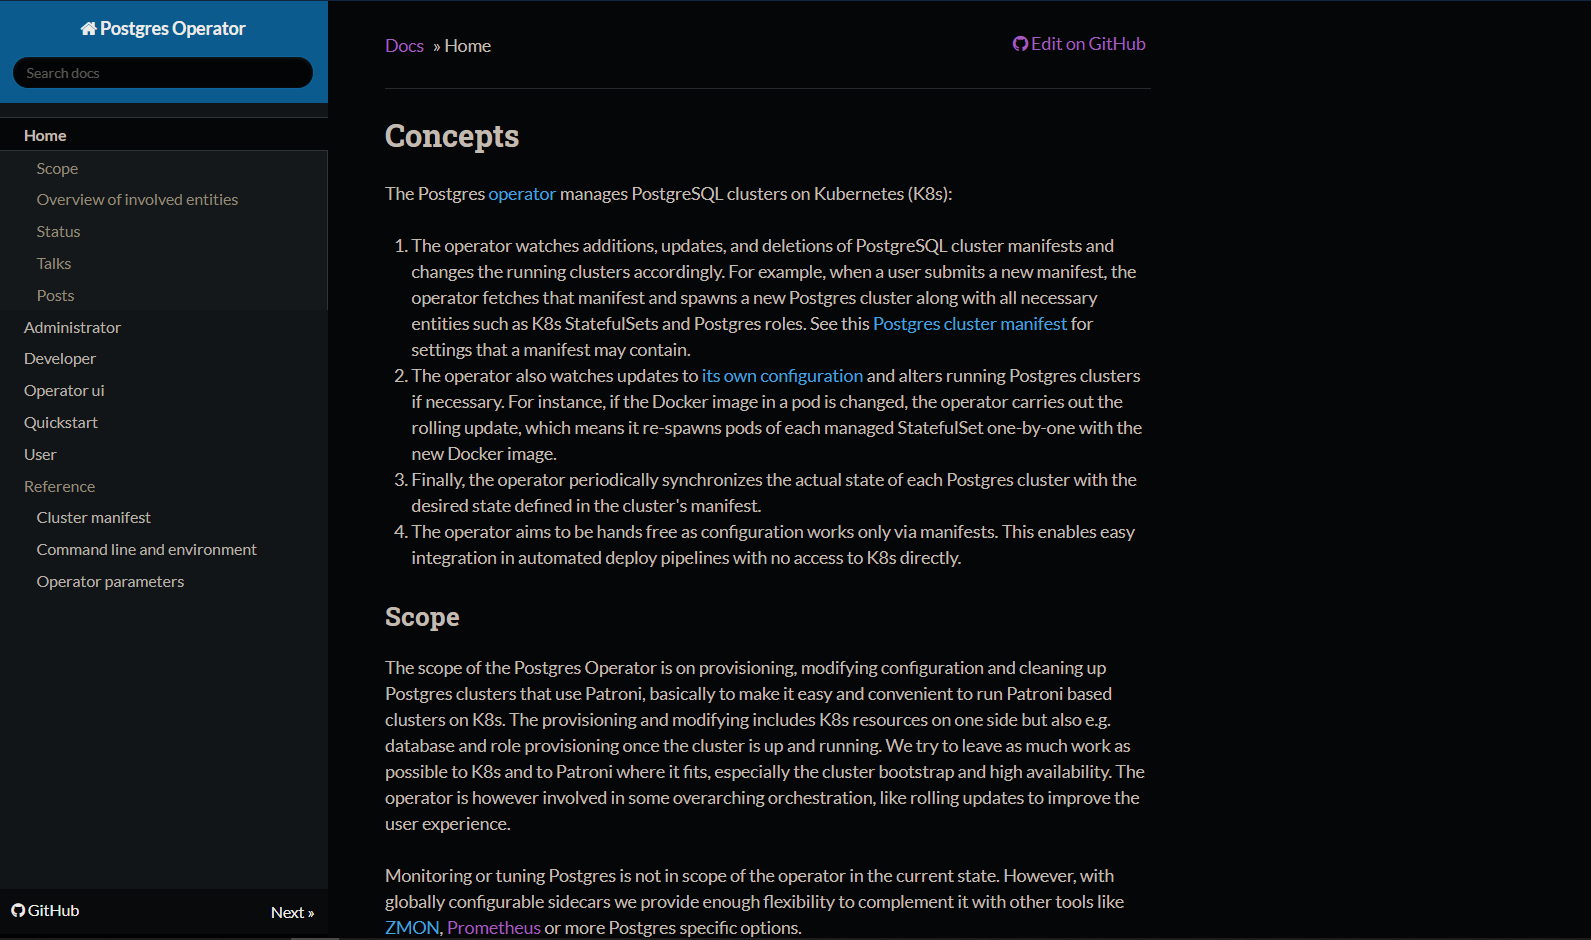 Postgres Operator
Search docs
Home
Scope
Overview of involved entities
Status
Talks
Posts
Administrator
Developer
Operator ui
Quickstart
User
Reference
Cluster manifest
Command line and environment
Operator parameters
GitHub
Next »
Docs » Home
Edit on GitHub
Concepts
The Postgres operator manages PostgreSQL clusters on Kubernetes (K8s):
1. The operator watches additions, updates, and deletions of PostgreSQL cluster manifests and
changes the running clusters accordingly. For example, when a user submits a new manifest, the
operator fetches that manifest and spawns a new Postgres cluster along with all necessary
entities such as K8s StatefulSets and Postgres roles. See this Postgres cluster manifest for
settings that a manifest may contain.
2. The operator also watches updates to its own configuration and alters running Postgres clusters
if necessary. For instance, if the Docker image in a pod is changed, the operator carries out the
rolling update, which means it re-spawns pods of each managed StatefulSet one-by-one with the
new Docker image.
3. Finally, the operator periodically synchronizes the actual state of each Postgres cluster with the
desired state defined in the cluster's manifest.
4. The operator aims to be hands free as configuration works only via manifests. This enables easy
integration in automated deploy pipelines with no access to K8s directly.
Scope
The scope of the Postgres Operator is on provisioning, modifying configuration and cleaning up
Postgres clusters that use Patroni, basically to make it easy and convenient to run Patroni based
clusters on K8s. The provisioning and modifying includes K8s resources on one side but also e.g.
database and role provisioning once the cluster is up and running. We try to leave as much work as
possible to K8s and to Patroni where it fits, especially the cluster bootstrap and high availability. The
operator is however involved in some overarching orchestration, like rolling updates to improve the
user experience.
Monitoring or tuning Postgres is not in scope of the operator in the current state. However, with
globally configurable sidecars we provide enough flexibility to complement it with other tools like
ZMON, Prometheus or more Postgres specific options.